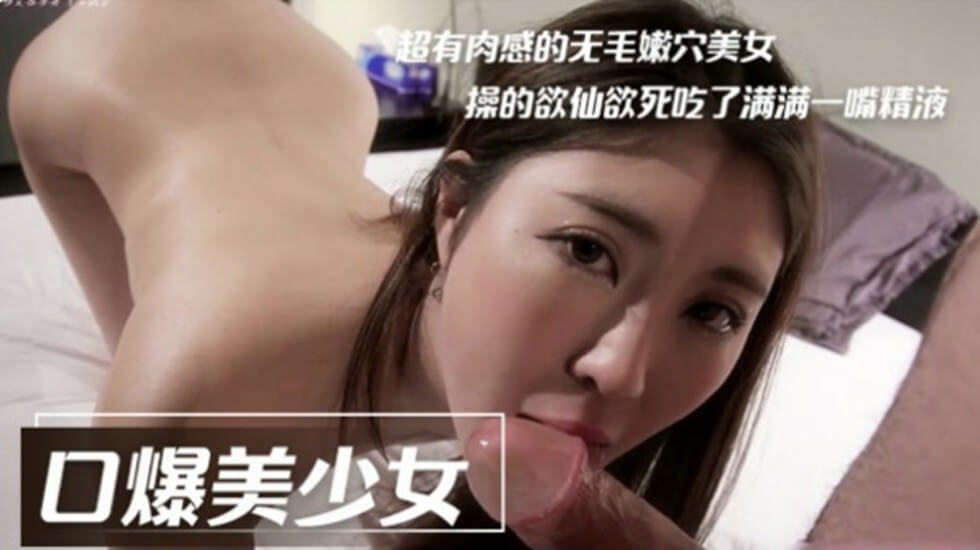 超有肉感的无毛嫩穴美女
操的欲仙欲死吃了满满一嘴精液
口爆美少女